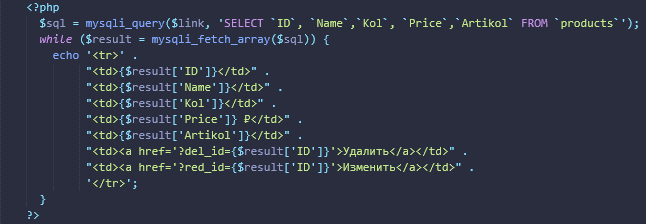 <?php
$sql = mysqli_query($link, 'SELECT `ID`, `Name`,`Kol`, `Price`,`Artikol` FROM `products`');
while ($result = mysqli_fetch_array($sql)) {
echo '<tr>' .
"<td>{$result['ID']}</td>" .
"<td>{$result['Name']}</td>" .
"<td>{$result['Kol']}</td>" .
"<td>{$result['Price']} ₽</td>" .
"<td>{$result['Artikol']}</td>" .
"<td><a href='?del_id={$result['ID']}'>Удалить</a></td>" .
"<td><a href='?red_id={$result['ID']}'>Изменить</a></td>" .
'</tr>';
}
?>